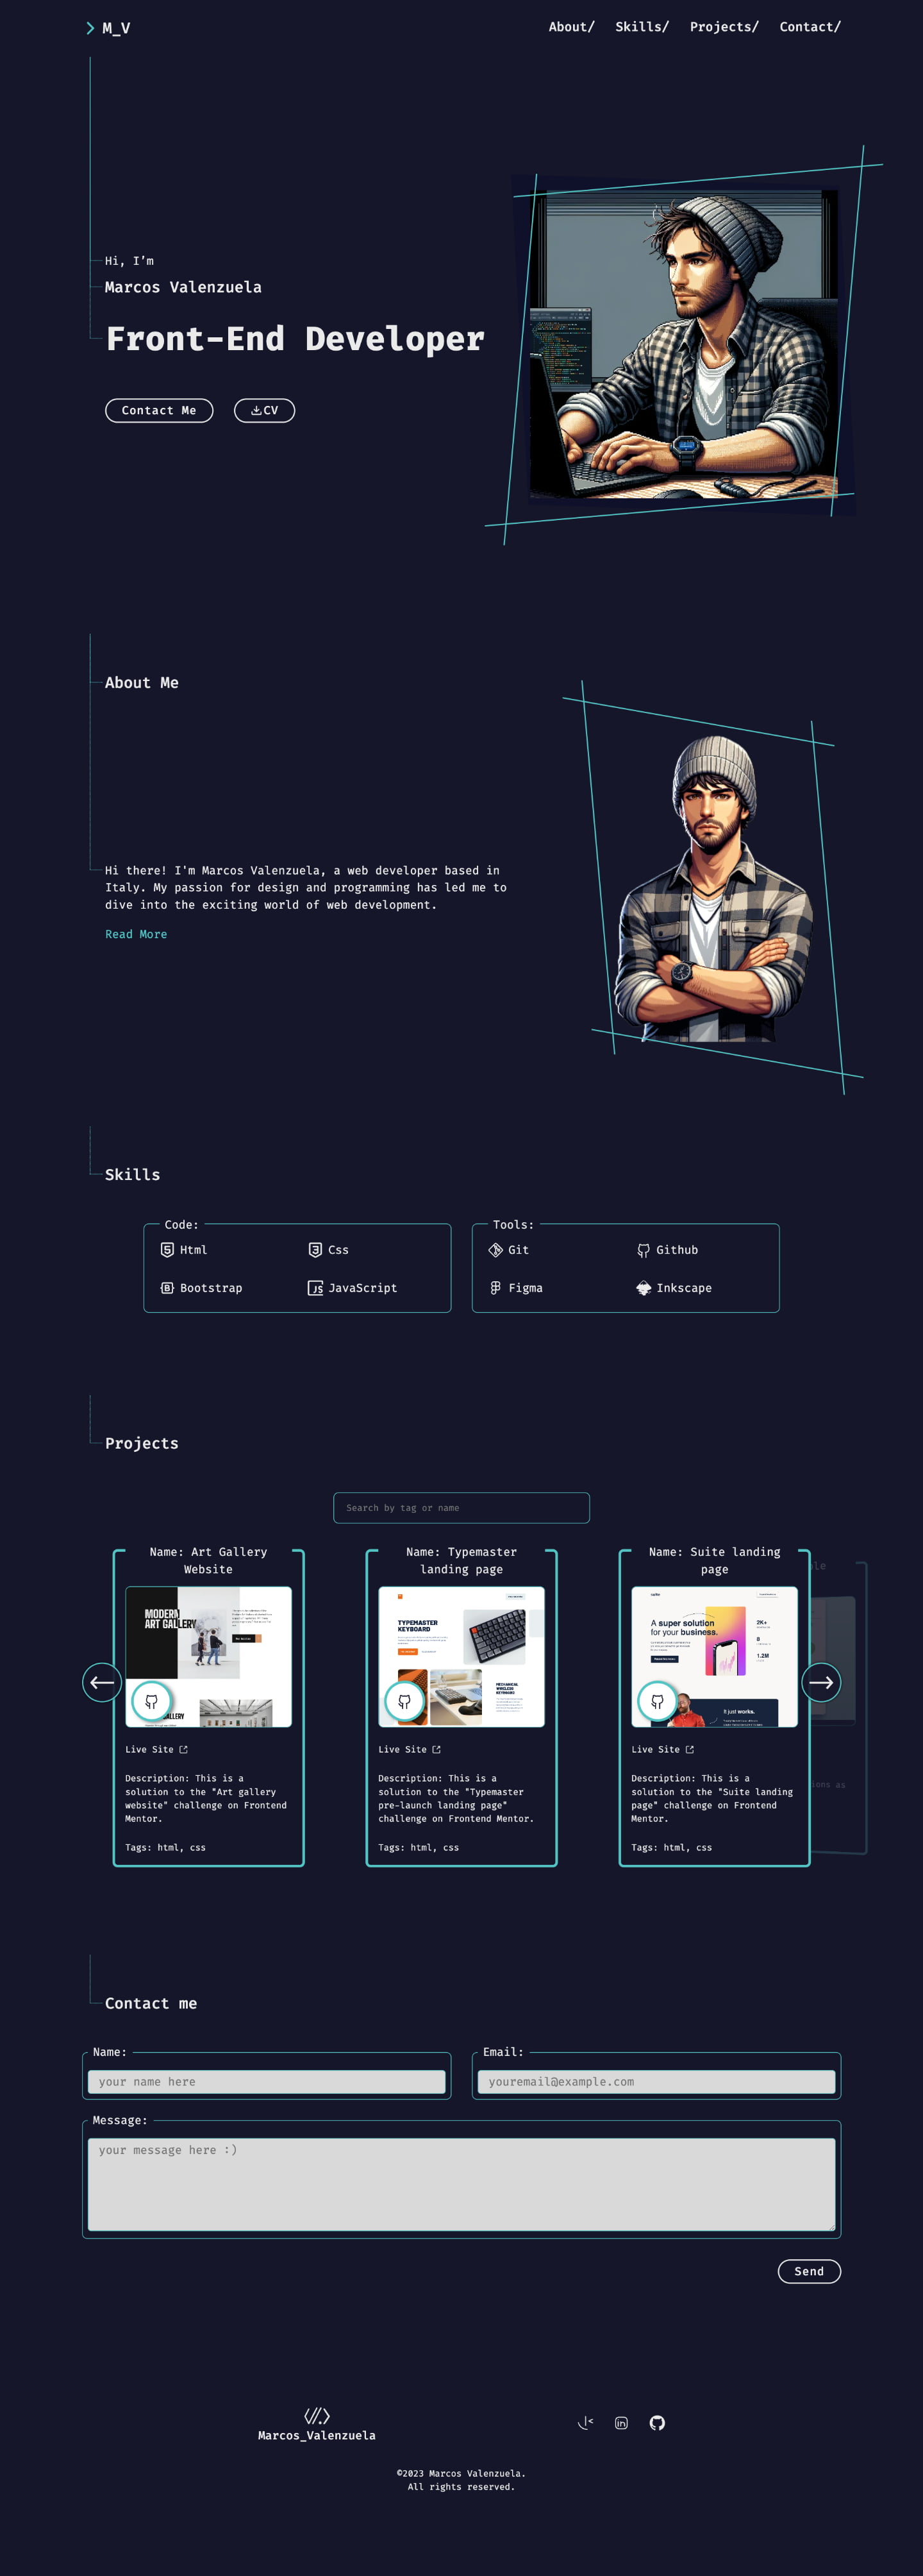 M_V
About/ Skills/ Projects/ Contact/
Hi, I'm
Marcos Valenzuela
Front-End Developer
Contact Me
CV
About Me
Hi there! I'm Marcos Valenzuela, a web developer based in
Italy. My passion for design and programming has led me to
dive into the exciting world of web development.
Read More
Skills
Code:
Html
Css
Bootstrap
JavaScript
JS
Tools:
Git
Github
Figma
Inkscape
Projects
Search by tag or name
Name: Art Gallery
Website
MODERN
ART GALLERY
Live Site
Description: This is a
solution to the "Art gallery
website" challenge on Frontend
Mentor.
Tags: html, css
Name: Typemaster
landing page
TYPEMASTER
KEYBOARD
MECHANICAL
WIRELESS
KEYBOARD
Live Site
Description: This is a
solution to the "Typemaster
pre-launch landing page"
challenge on Frontend Mentor.
Tags: html, css
Name: Suite landing
page
A super solution
for your business.
2K+
8
1.2M
It just works.
Live Site
Description: This is a
solution to the "Suite landing
page" challenge on Frontend
Mentor.
Tags: html, css
ions as
Contact me
Name:
your name here
Email:
youremail@example.com
Message:
your message here :)
Send
Marcos_Valenzuela
in
©2023 Marcos Valenzuela.
All rights reserved.